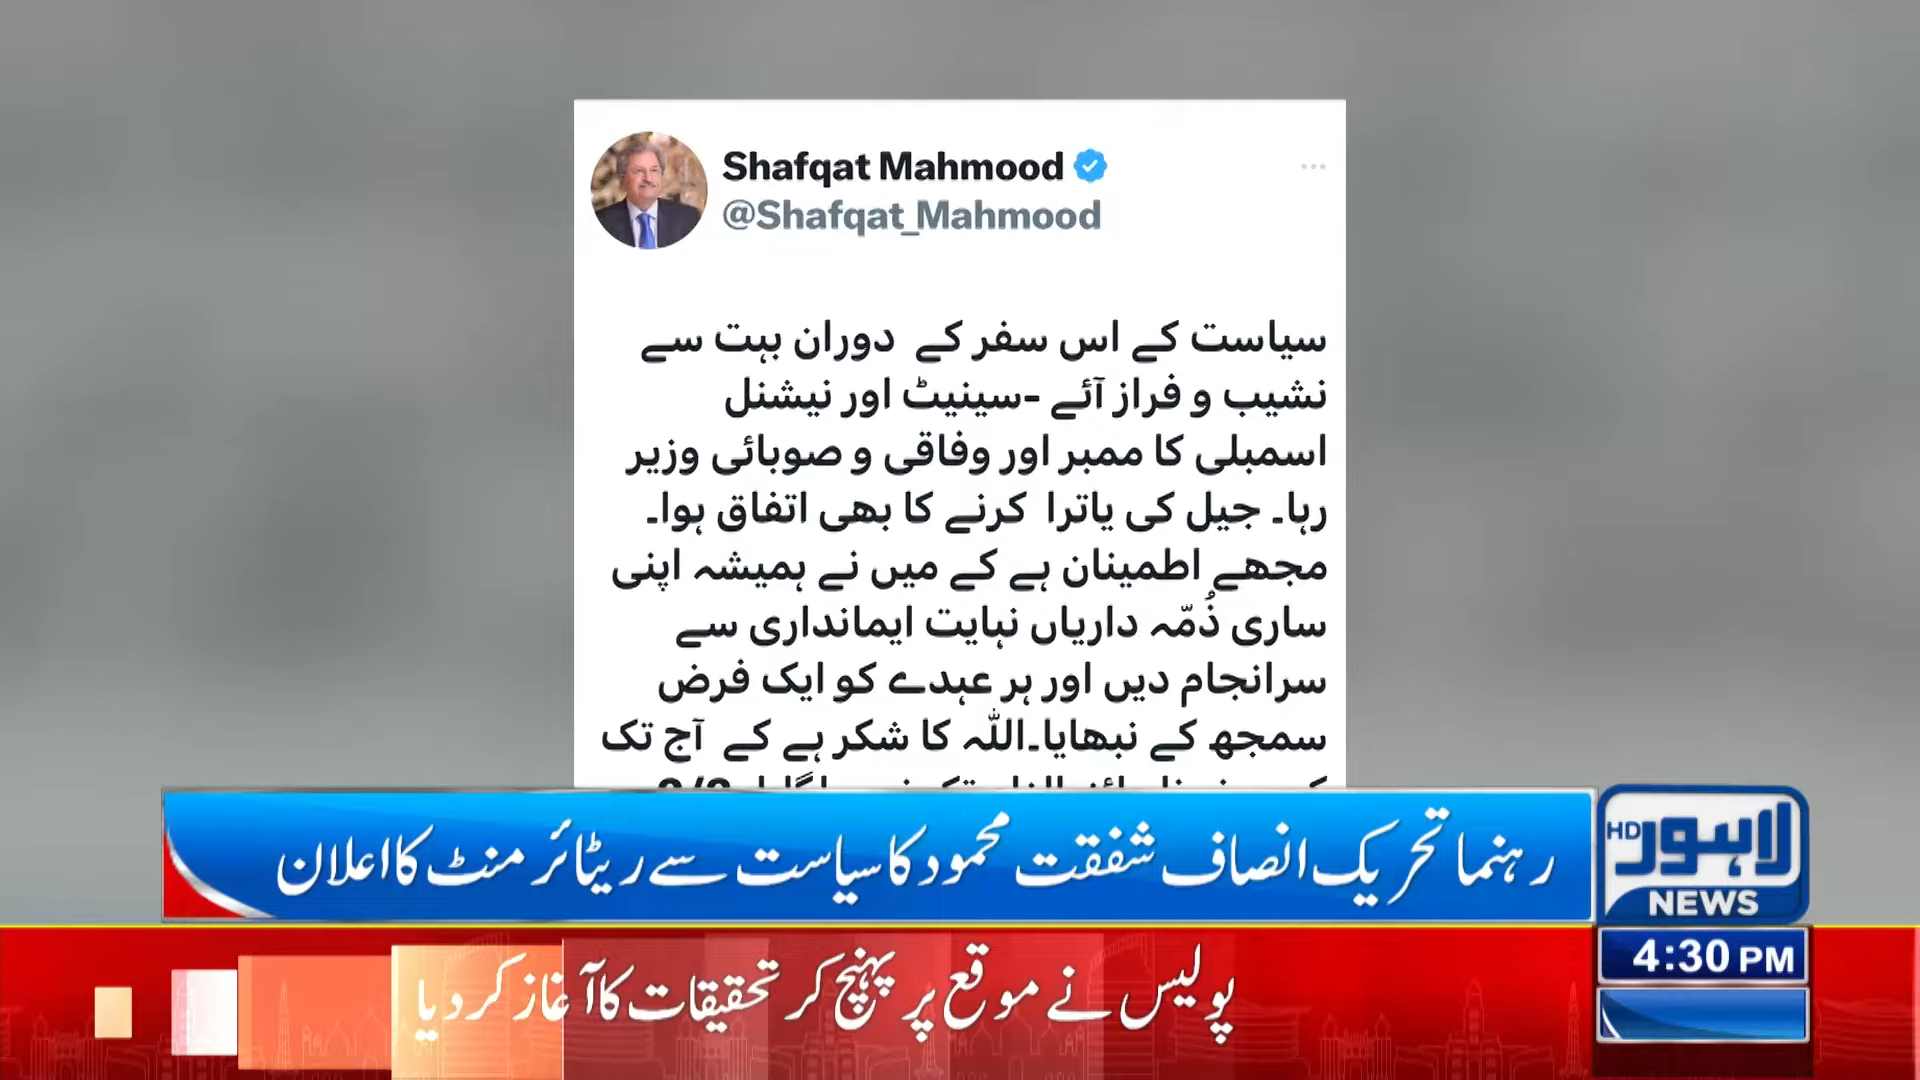 Shafqat Mahmood
@Shafqat_Mahmood
سیاست کے اس سفر کے دوران بہت سے
نشیب و فراز آئے -سینیٹ اور نیشنل
اسمبلی کا ممبر اور وفاقی و صوبائی وزیر
رہا۔ جیل کی یاترا کرنے کا بھی اتفاق ہوا۔
مجھے اطمینان ہے کے میں نے ہمیشہ اپنی
ساری ذُمّہ داریاں نہایت ایمانداری سے
سرانجام دیں اور ہر عہدے کو ایک فرض
سمجھ کے نبھایا۔اللّہ کا شکر ہے کے آج تک
رہنما تحریک انصاف شفقت محمود کا سیاست سے ریٹائرمنٹ کا اعلان
لاہور HD
NEWS
4:30 PM
پولیس نے موقع پر پہنچ کر تحقیقات کا آغاز کر دیا